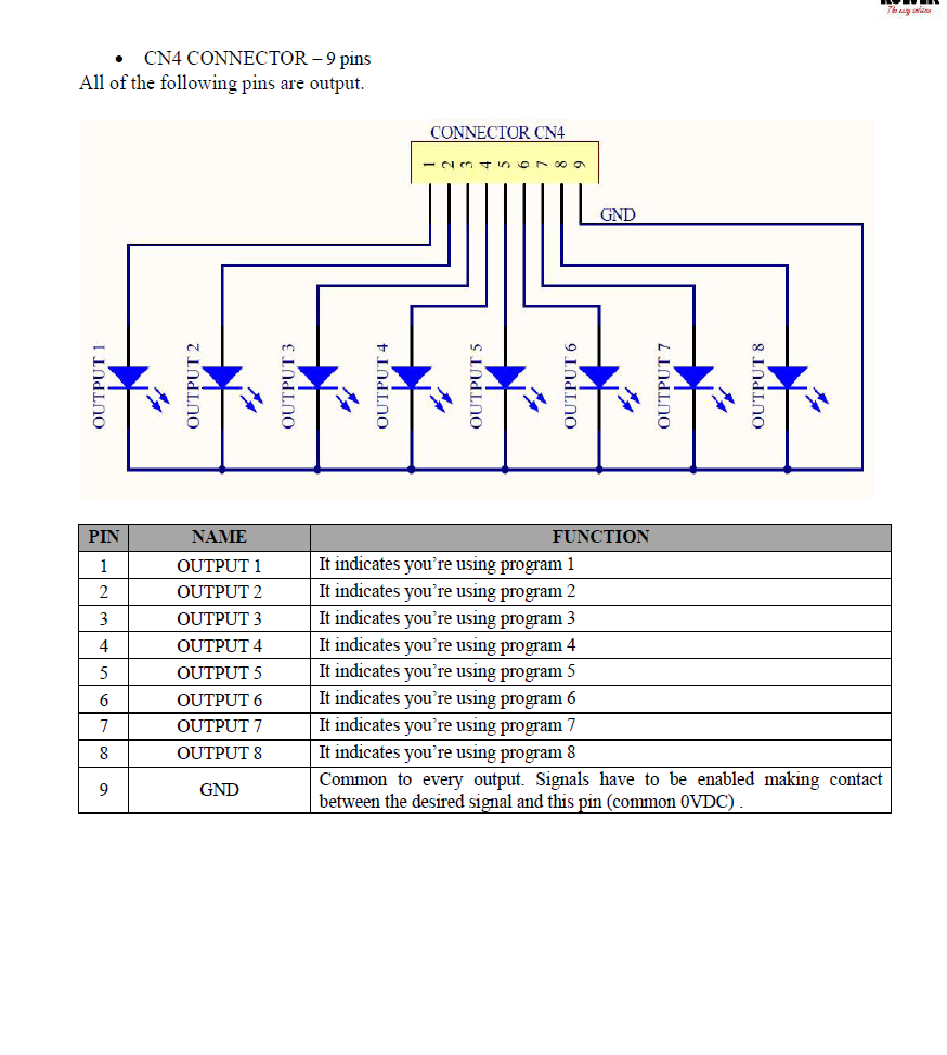 The easy solution
• CN4 CONNECTOR – 9 pins
All of the following pins are output.
CONNECTOR CN4
1 2 3 4 5 6 7 8 9
GND
OUTPUT 1
OUTPUT 2
OUTPUT 3
OUTPUT 4
OUTPUT 5
OUTPUT 6
OUTPUT 7
OUTPUT 8
PIN NAME FUNCTION
1 OUTPUT 1 It indicates you’re using program 1
2 OUTPUT 2 It indicates you’re using program 2
3 OUTPUT 3 It indicates you’re using program 3
4 OUTPUT 4 It indicates you’re using program 4
5 OUTPUT 5 It indicates you’re using program 5
6 OUTPUT 6 It indicates you’re using program 6
7 OUTPUT 7 It indicates you’re using program 7
8 OUTPUT 8 It indicates you’re using program 8
9 GND Common to every output. Signals have to be enabled making contact
between the desired signal and this pin (common 0VDC) .